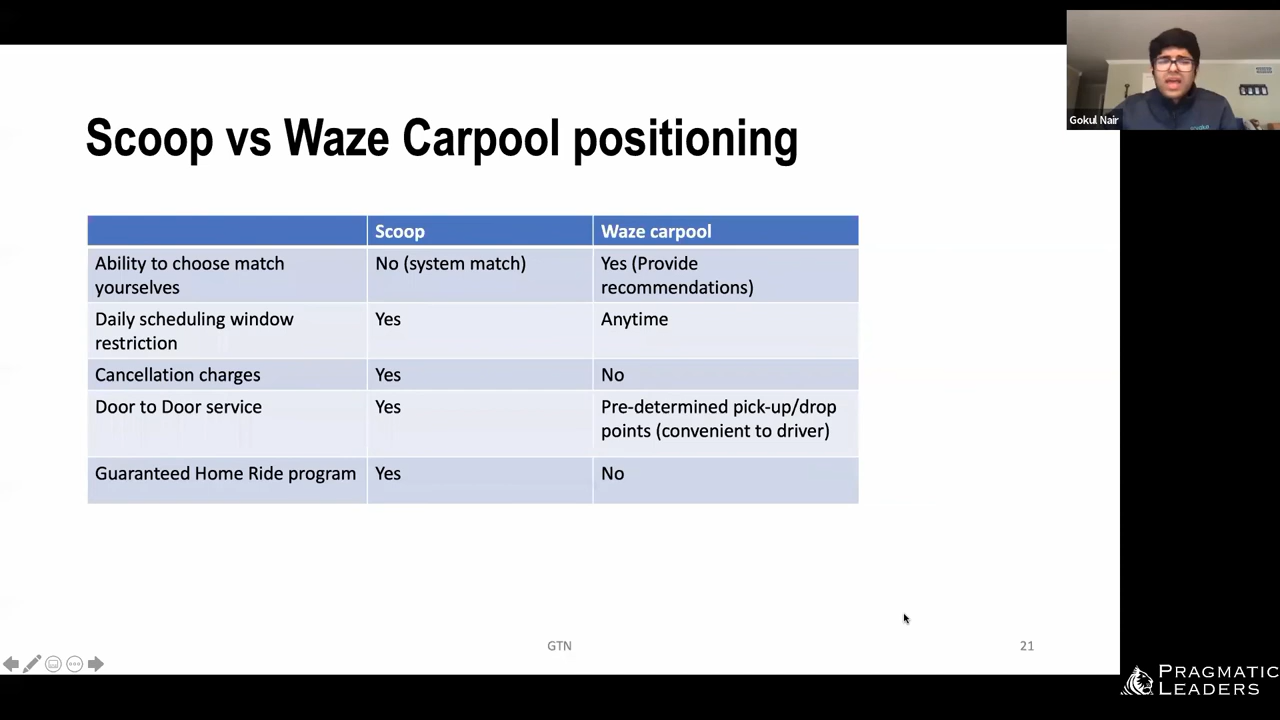 Gokul Nair
Scoop vs Waze Carpool positioning
Scoop
Waze carpool
Ability to choose match
yourselves
No (system match)
Yes (Provide
recommendations)
Daily scheduling window
restriction
Yes
Anytime
Cancellation charges
Yes
No
Door to Door service
Yes
Pre-determined pick-up/drop
points (convenient to driver)
Guaranteed Home Ride program
Yes
No
GTN
21
PRAGMATIC
LEADERS